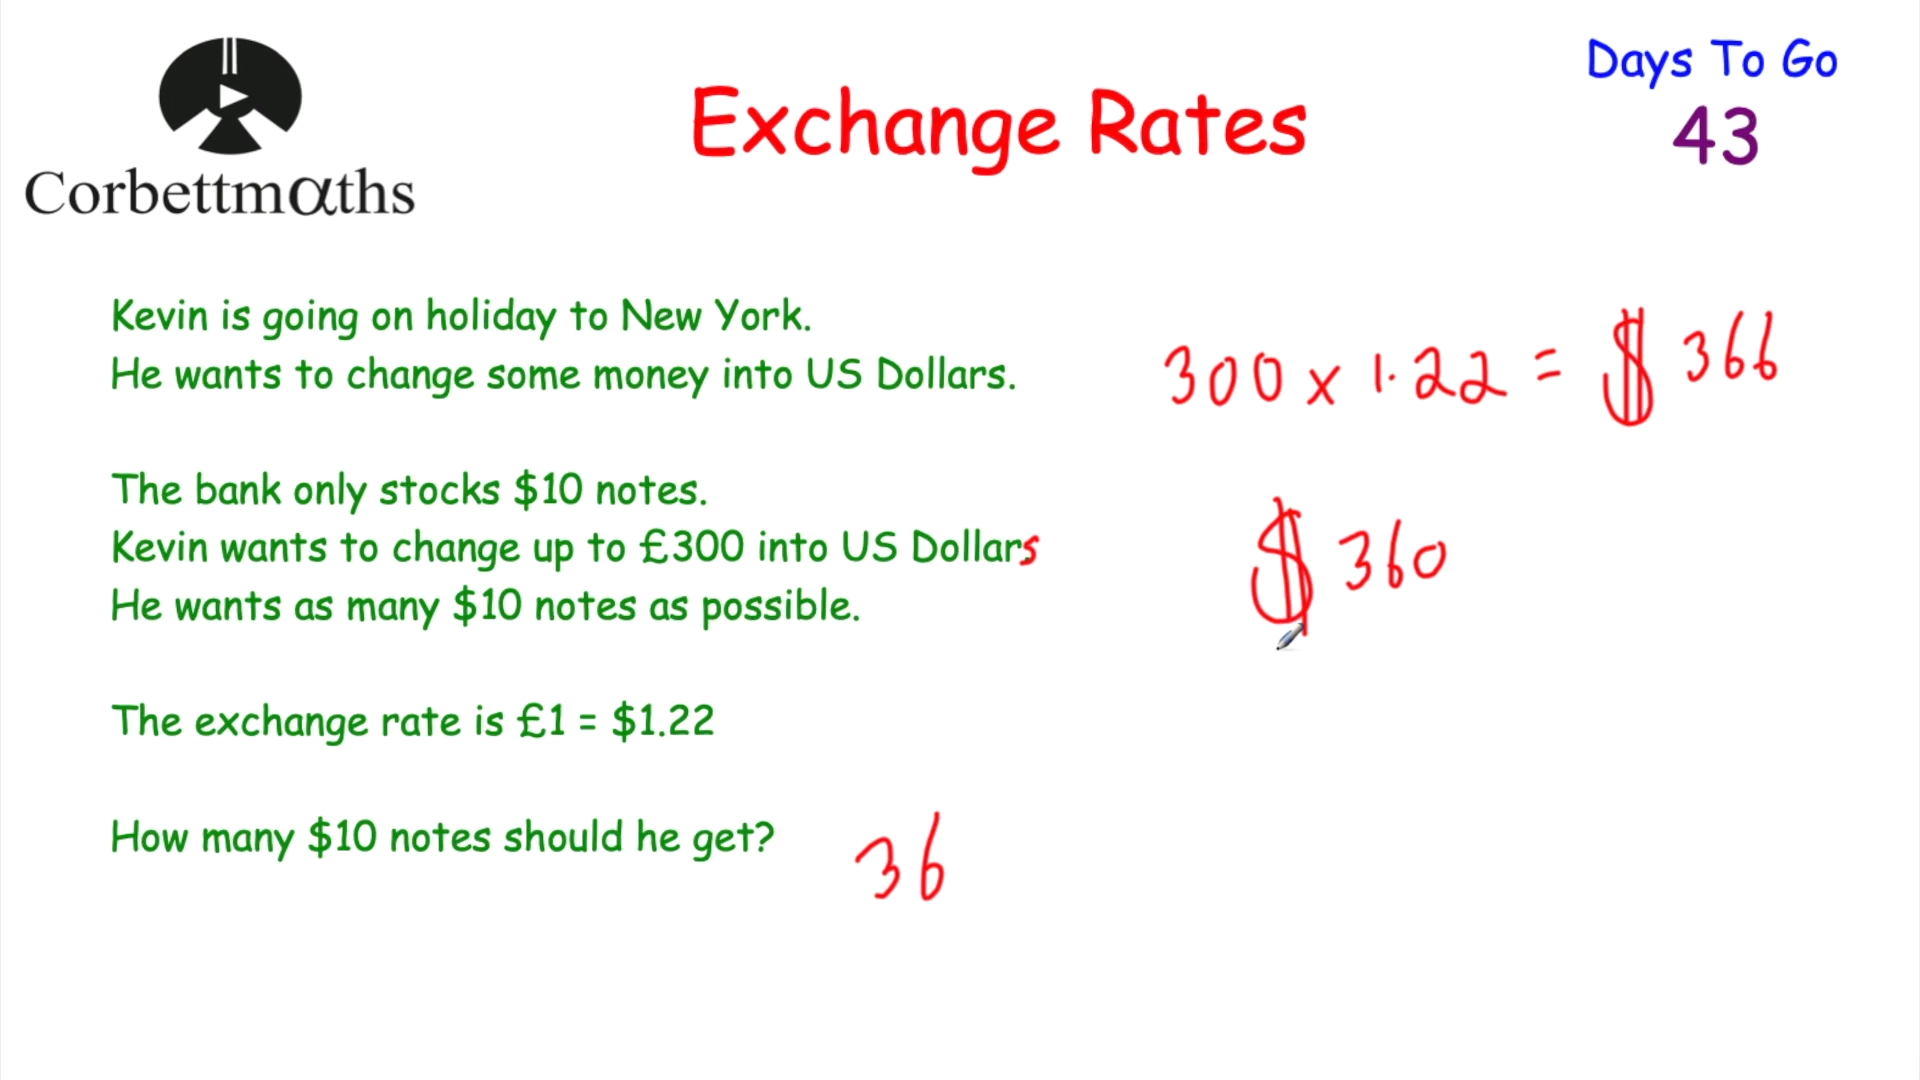 Corbettmαths
Exchange Rates
Days To Go
43
Kevin is going on holiday to New York.
He wants to change some money into US Dollars.
The bank only stocks $10 notes.
Kevin wants to change up to £300 into US Dollars
He wants as many $10 notes as possible.
The exchange rate is £1 = $1.22
How many $10 notes should he get? 36
300 x 1.22 = $ 366
$ 360